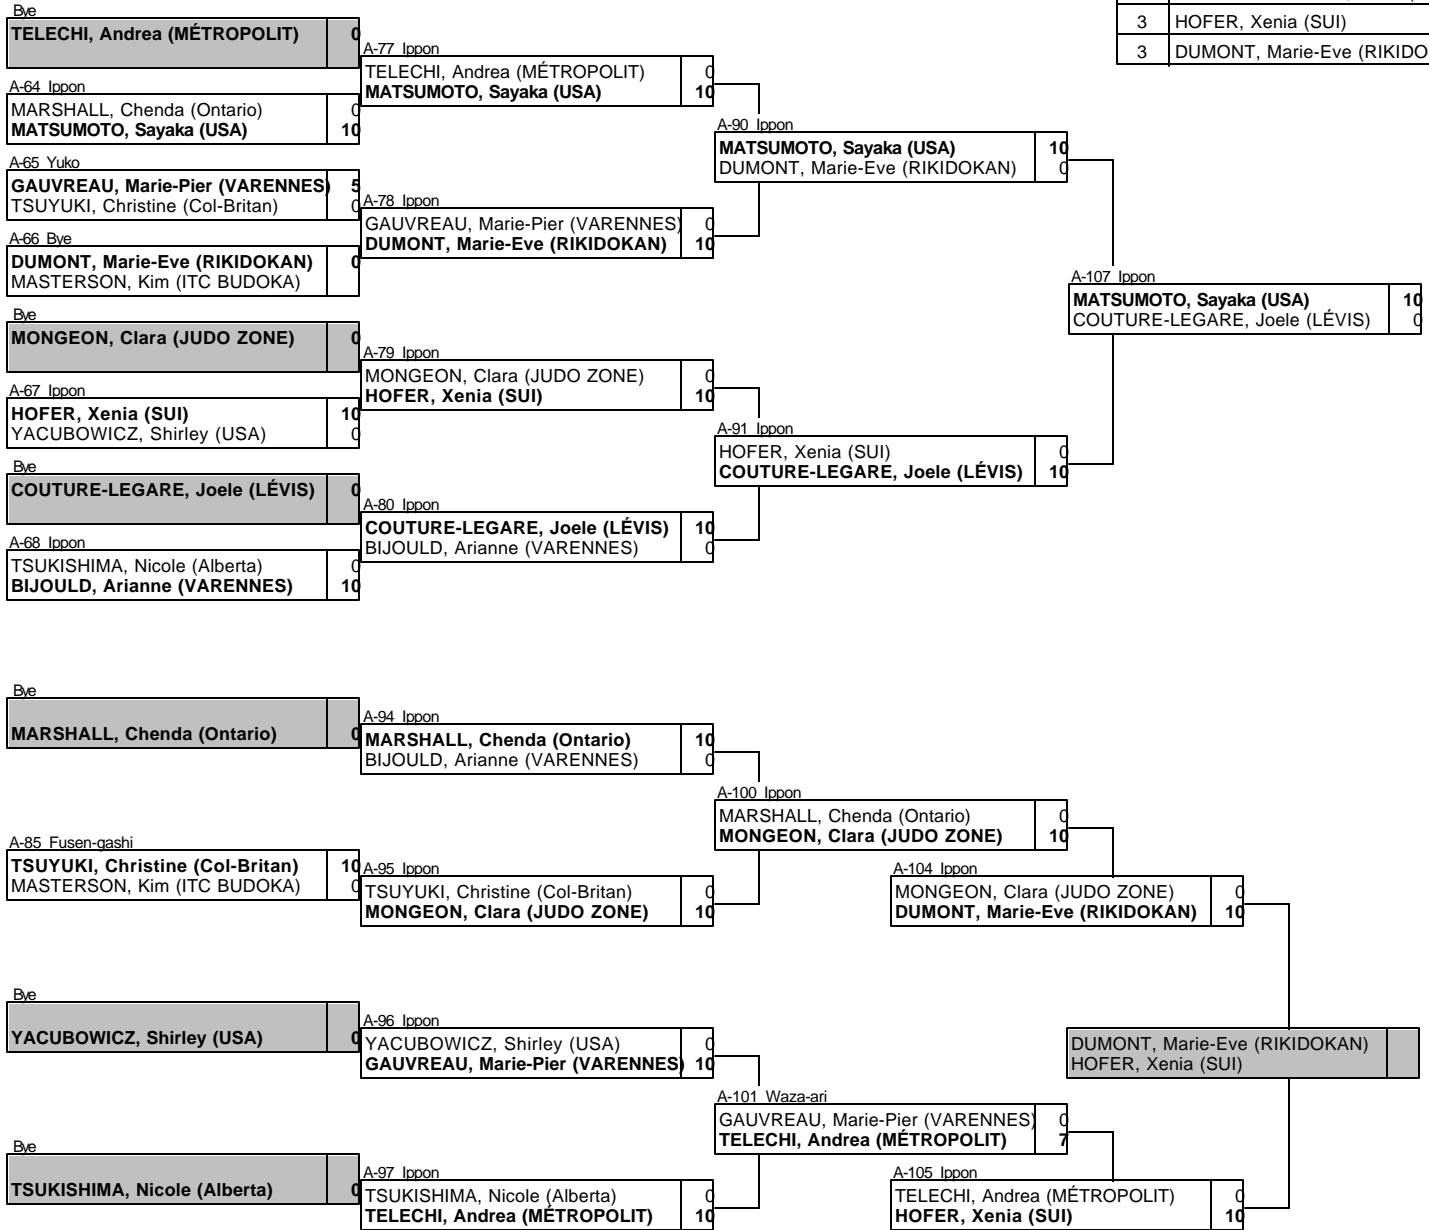 3 HOFER, Xenia (SUI)
3 DUMONT, Marie-Eve (RIKIDO
Bye
TELECHI, Andrea (MÉTROPOLIT) 0
A-64 Ippon
MARSHALL, Chenda (Ontario) 0
MATSUMOTO, Sayaka (USA) 10
A-65 Yuko
GAUVREAU, Marie-Pier (VARENNES) 5
TSUYUKI, Christine (Col-Britan) 0
A-66 Bye
DUMONT, Marie-Eve (RIKIDOKAN) 0
MASTERSON, Kim (ITC BUDOKA)
Bye
MONGEON, Clara (JUDO ZONE) 0
A-67 Ippon
HOFER, Xenia (SUI) 10
YACUBOWICZ, Shirley (USA) 0
Bye
COUTURE-LEGARE, Joele (LÉVIS) 0
A-68 Ippon
TSUKISHIMA, Nicole (Alberta) 0
BIJOULD, Arianne (VARENNES) 10
A-77 Ippon
TELECHI, Andrea (MÉTROPOLIT) 0
MATSUMOTO, Sayaka (USA) 10
A-78 Ippon
GAUVREAU, Marie-Pier (VARENNES) 0
DUMONT, Marie-Eve (RIKIDOKAN) 10
A-79 Ippon
MONGEON, Clara (JUDO ZONE) 0
HOFER, Xenia (SUI) 10
A-80 Ippon
COUTURE-LEGARE, Joele (LÉVIS) 10
BIJOULD, Arianne (VARENNES) 0
A-90 Ippon
MATSUMOTO, Sayaka (USA) 10
DUMONT, Marie-Eve (RIKIDOKAN) 0
A-91 Ippon
HOFER, Xenia (SUI) 0
COUTURE-LEGARE, Joele (LÉVIS) 10
A-107 Ippon
MATSUMOTO, Sayaka (USA) 10
COUTURE-LEGARE, Joele (LÉVIS) 0
Bye
MARSHALL, Chenda (Ontario) 0
A-85 Fusen-gashi
TSUYUKI, Christine (Col-Britan) 10
MASTERSON, Kim (ITC BUDOKA) 0
Bye
YACUBOWICZ, Shirley (USA) 0
Bye
TSUKISHIMA, Nicole (Alberta) 0
A-94 Ippon
MARSHALL, Chenda (Ontario) 10
BIJOULD, Arianne (VARENNES) 0
A-95 Ippon
TSUYUKI, Christine (Col-Britan) 0
MONGEON, Clara (JUDO ZONE) 10
A-96 Ippon
YACUBOWICZ, Shirley (USA) 0
GAUVREAU, Marie-Pier (VARENNES) 10
A-97 Ippon
TSUKISHIMA, Nicole (Alberta) 0
TELECHI, Andrea (MÉTROPOLIT) 10
A-100 Ippon
MARSHALL, Chenda (Ontario) 0
MONGEON, Clara (JUDO ZONE) 10
A-101 Waza-ari
GAUVREAU, Marie-Pier (VARENNES) 0
TELECHI, Andrea (MÉTROPOLIT) 7
A-104 Ippon
MONGEON, Clara (JUDO ZONE) 0
DUMONT, Marie-Eve (RIKIDOKAN) 10
A-105 Ippon
TELECHI, Andrea (MÉTROPOLIT) 0
HOFER, Xenia (SUI) 10
DUMONT, Marie-Eve (RIKIDOKAN)
HOFER, Xenia (SUI)